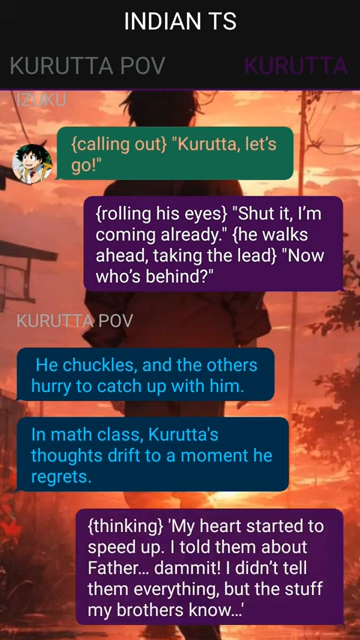 INDIAN TS
KURUTTA POV KURUTTA
IZUKU
{calling out} "Kurutta, let's
go!"
{rolling his eyes} "Shut it, I'm
coming already." {he walks
ahead, taking the lead} "Now
who's behind?"
KURUTTA POV
He chuckles, and the others
hurry to catch up with him.
In math class, Kurutta's
thoughts drift to a moment he
regrets.
{thinking} 'My heart started to
speed up. I told them about
Father... dammit! I didn't tell
them everything, but the stuff
my brothers know...'